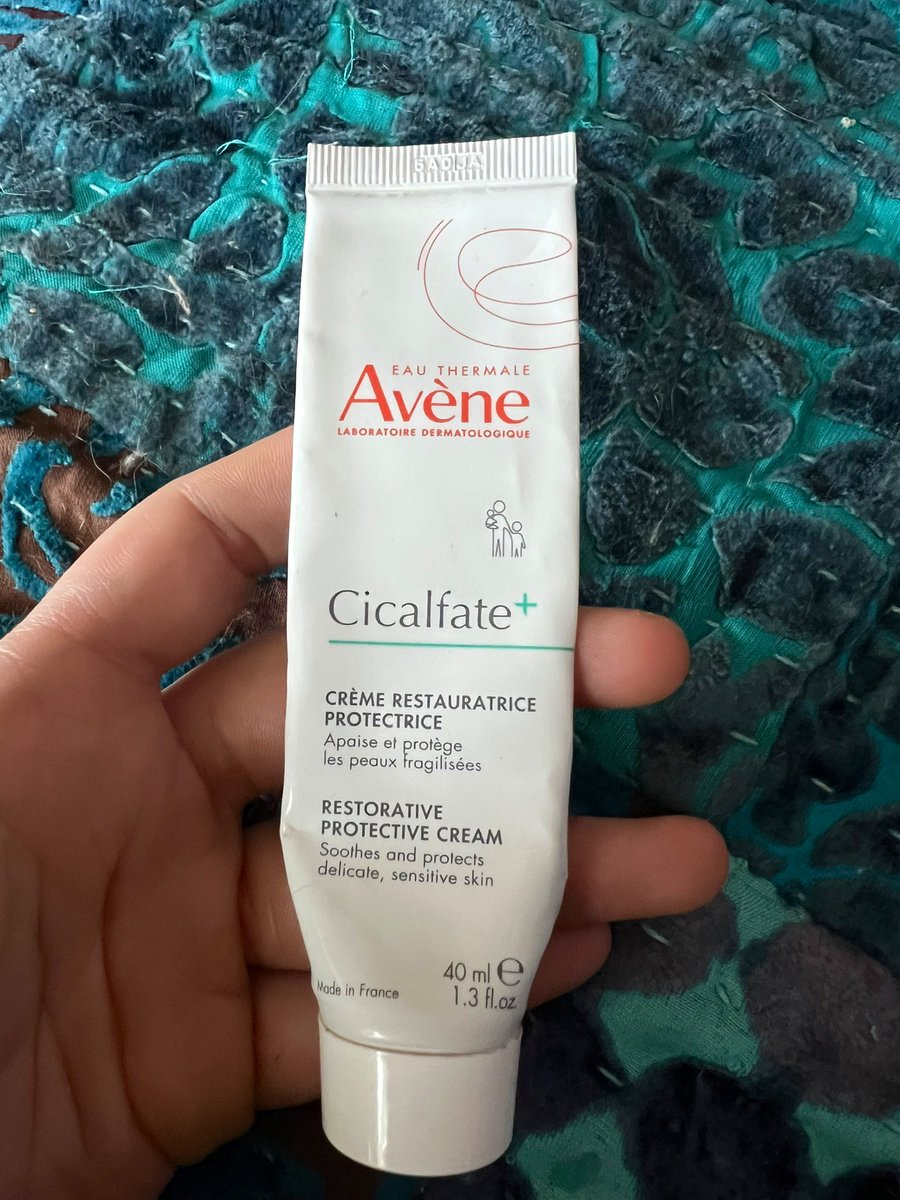 EAU THERMALE
Avène
LABORATOIRE DERMATOLOGIQUE
Cicalfate+
CRÈME RESTAURATRICE
PROTECTRICE
Apaise et protège
les peaux fragilisées
RESTORATIVE
PROTECTIVE CREAM
Soothes and protects
delicate, sensitive skin
40 ml e
1.3 fl.oz.
Made in France